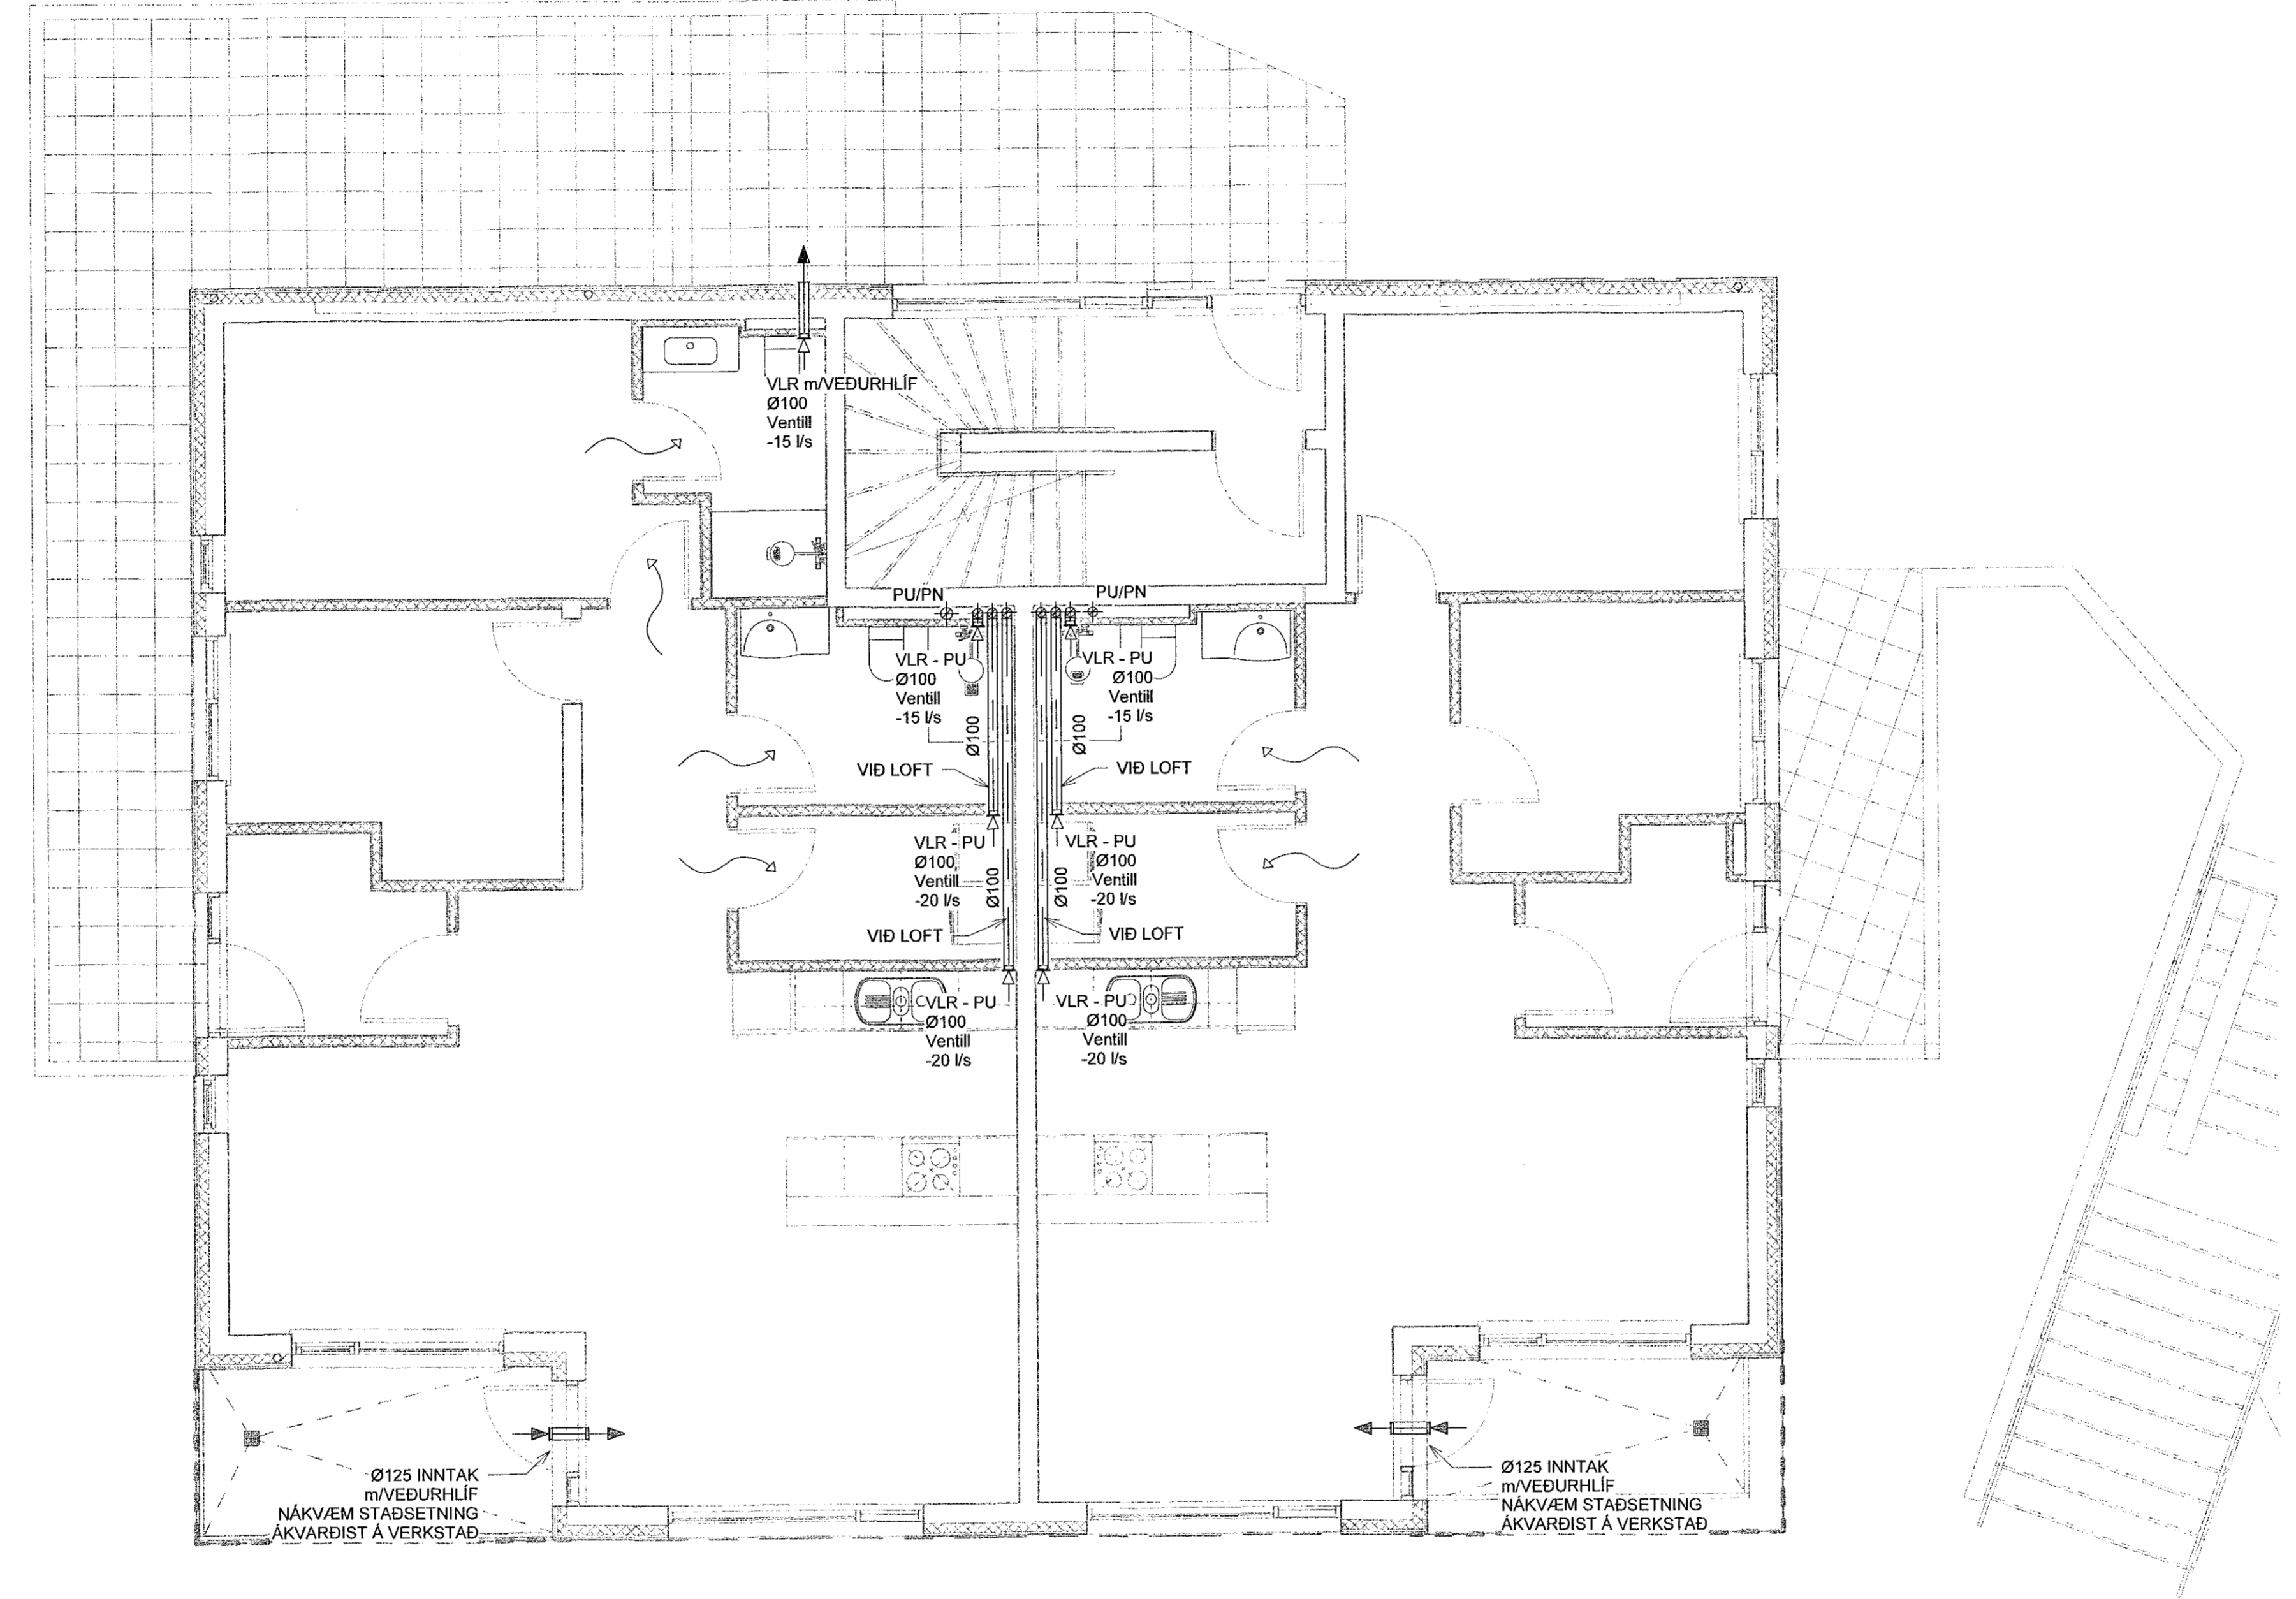 VLR m/VEÐURHLÍF
Ø100
Ventill
-15 l/s
PU/PN
PU/PN
VLR - PU
Ø100
Ventill
-15 l/s
Ø100
VLR - PU
Ø100
Ventill
-15 l/s
Ø100
VIÐ LOFT
VIÐ LOFT
VLR - PU
Ø100
Ventill
-20 l/s
Ø100
VLR - PU
Ø100
Ventill
-20 l/s
Ø100
VIÐ LOFT
VIÐ LOFT
VLR - PU
Ø100
Ventill
-20 l/s
VLR - PU
Ø100
Ventill
-20 l/s
Ø125 INNTAK
m/VEÐURHLÍF
NÁKVÆM STAÐSETNING
ÁKVARÐIST Á VERKSTAÐ
Ø125 INNTAK
m/VEÐURHLÍF
NÁKVÆM STAÐSETNING
ÁKVARÐIST Á VERKSTAÐ